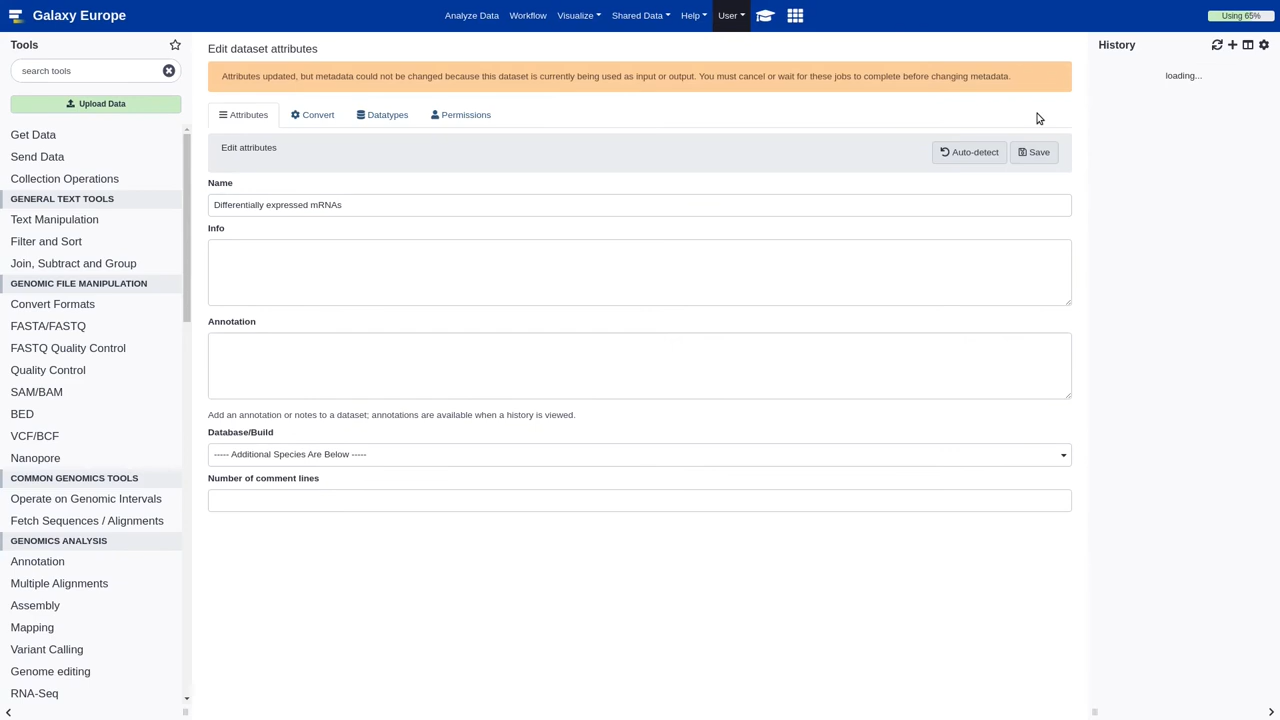 Galaxy Europe
Analyze Data Workflow Visualize Shared Data Help User
Using 65%
Tools
search tools
Upload Data
Get Data
Send Data
Collection Operations
GENERAL TEXT TOOLS
Text Manipulation
Filter and Sort
Join, Subtract and Group
GENOMIC FILE MANIPULATION
Convert Formats
FASTA/FASTQ
FASTQ Quality Control
Quality Control
SAM/BAM
BED
VCF/BCF
Nanopore
COMMON GENOMICS TOOLS
Operate on Genomic Intervals
Fetch Sequences / Alignments
GENOMICS ANALYSIS
Annotation
Multiple Alignments
Assembly
Mapping
Variant Calling
Genome editing
RNA-Seq
Edit dataset attributes
Attributes updated, but metadata could not be changed because this dataset is currently being used as input or output. You must cancel or wait for these jobs to complete before changing metadata.
Attributes Convert Datatypes Permissions
Edit attributes
Auto-detect Save
Name
Differentially expressed mRNAs
Info
Annotation
Add an annotation or notes to a dataset; annotations are available when a history is viewed.
Database/Build
----- Additional Species Are Below -----
Number of comment lines
History
loading...